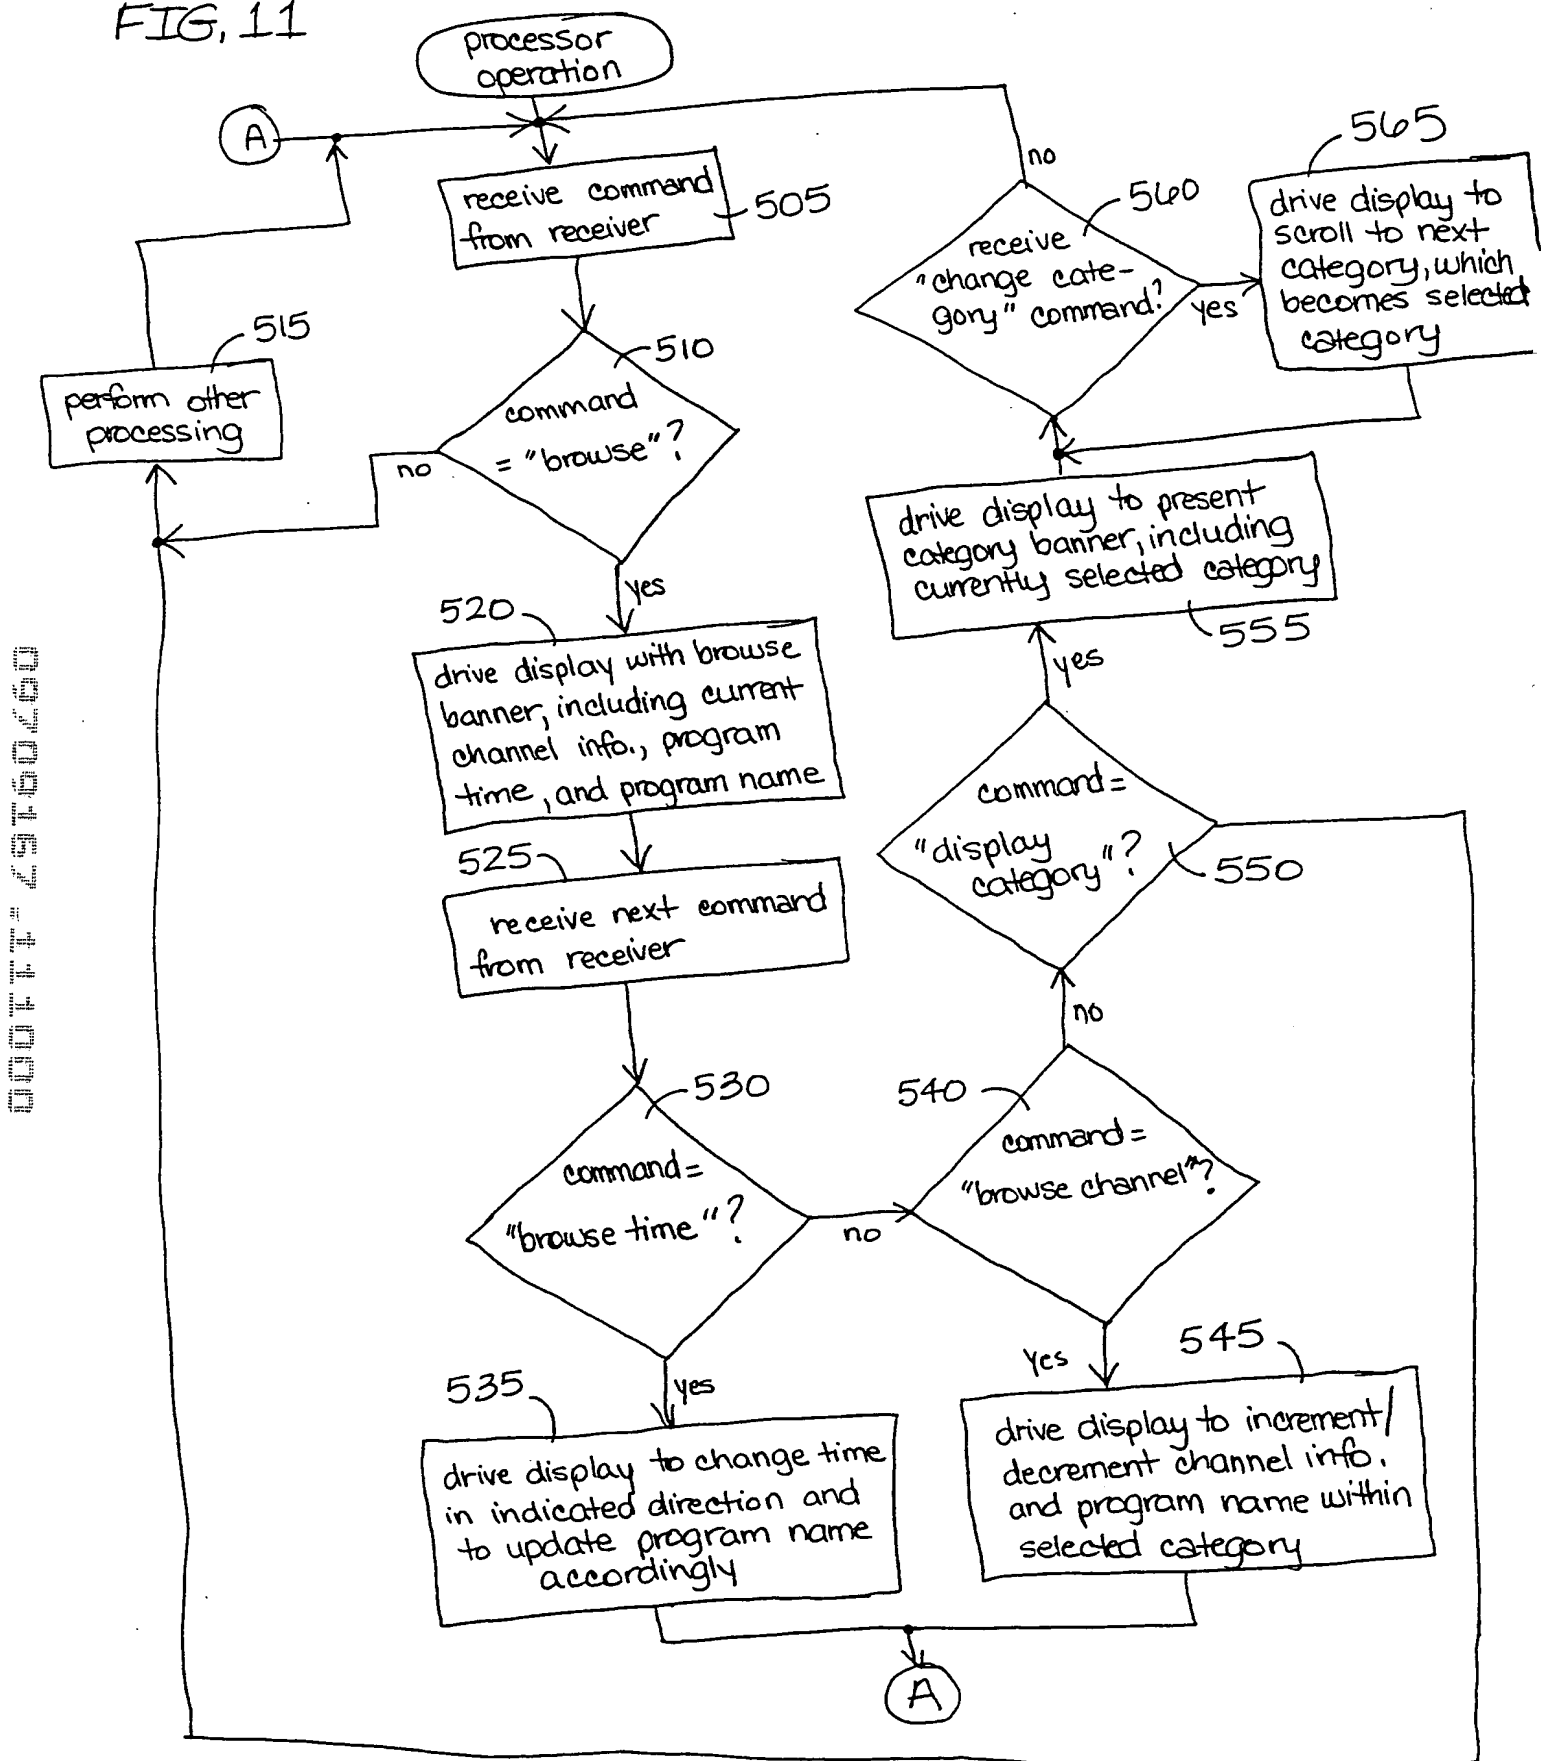 FIG. 11
processor
operation
A
receive command
from receiver
505
510
command
= "browse"?
no
515
perform other
processing
yes
520
drive display with browse
banner, including current
channel info., program
time, and program name
525
receive next command
from receiver
530
command=
"browse time"?
no
yes
535
drive display to change time
in indicated direction and
to update program name
accordingly
540
command=
"browse channel"?
yes
545
drive display to increment/
decrement channel info.
and program name within
selected category
A
no
command=
"display
category"?
550
yes
drive display to present
category banner, including
currently selected category
555
560
receive
"change cate-
gory" command?
no
yes
565
drive display to
scroll to next
category, which
becomes selected
category
09709157-111000